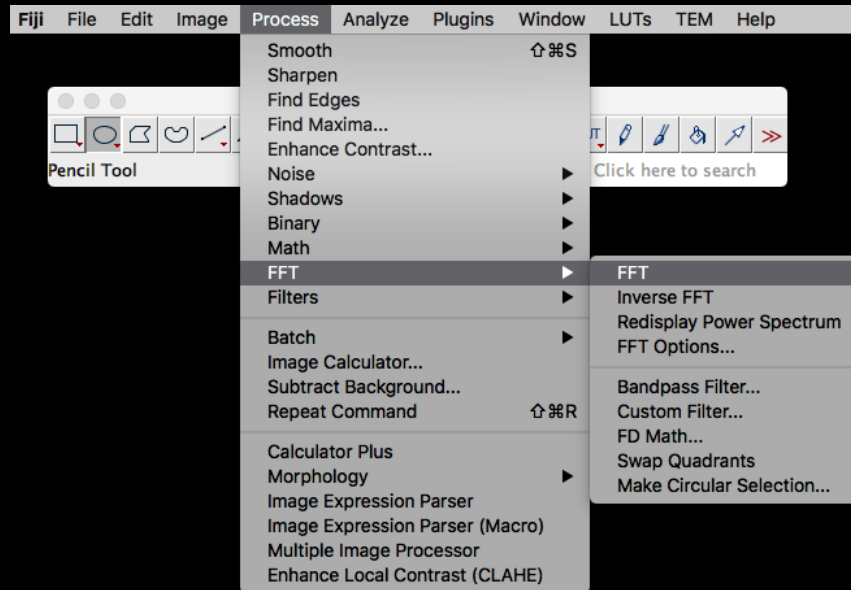 Fiji File Edit Image Process Analyze Plugins Window LUTs TEM Help
Smooth ⇧⌘S
Sharpen
Find Edges
Find Maxima...
Enhance Contrast...
Noise
Shadows
Binary
Math
FFT
Filters
Batch
Image Calculator...
Subtract Background...
Repeat Command ⇧⌘R
Calculator Plus
Morphology
Image Expression Parser
Image Expression Parser (Macro)
Multiple Image Processor
Enhance Local Contrast (CLAHE)
FFT
Inverse FFT
Redisplay Power Spectrum
FFT Options...
Bandpass Filter...
Custom Filter...
FD Math...
Swap Quadrants
Make Circular Selection...
Pencil Tool
Click here to search